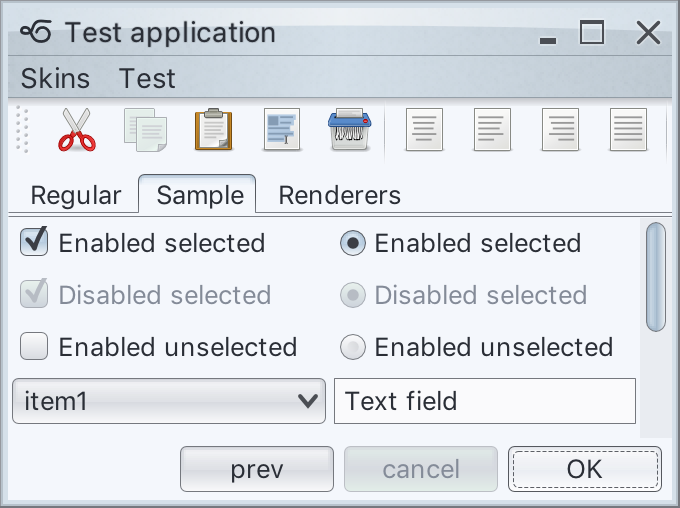 Test application
Skins Test
Regular Sample Renderers
Enabled selected Enabled selected
Disabled selected Disabled selected
Enabled unselected Enabled unselected
item1 Text field
prev cancel OK